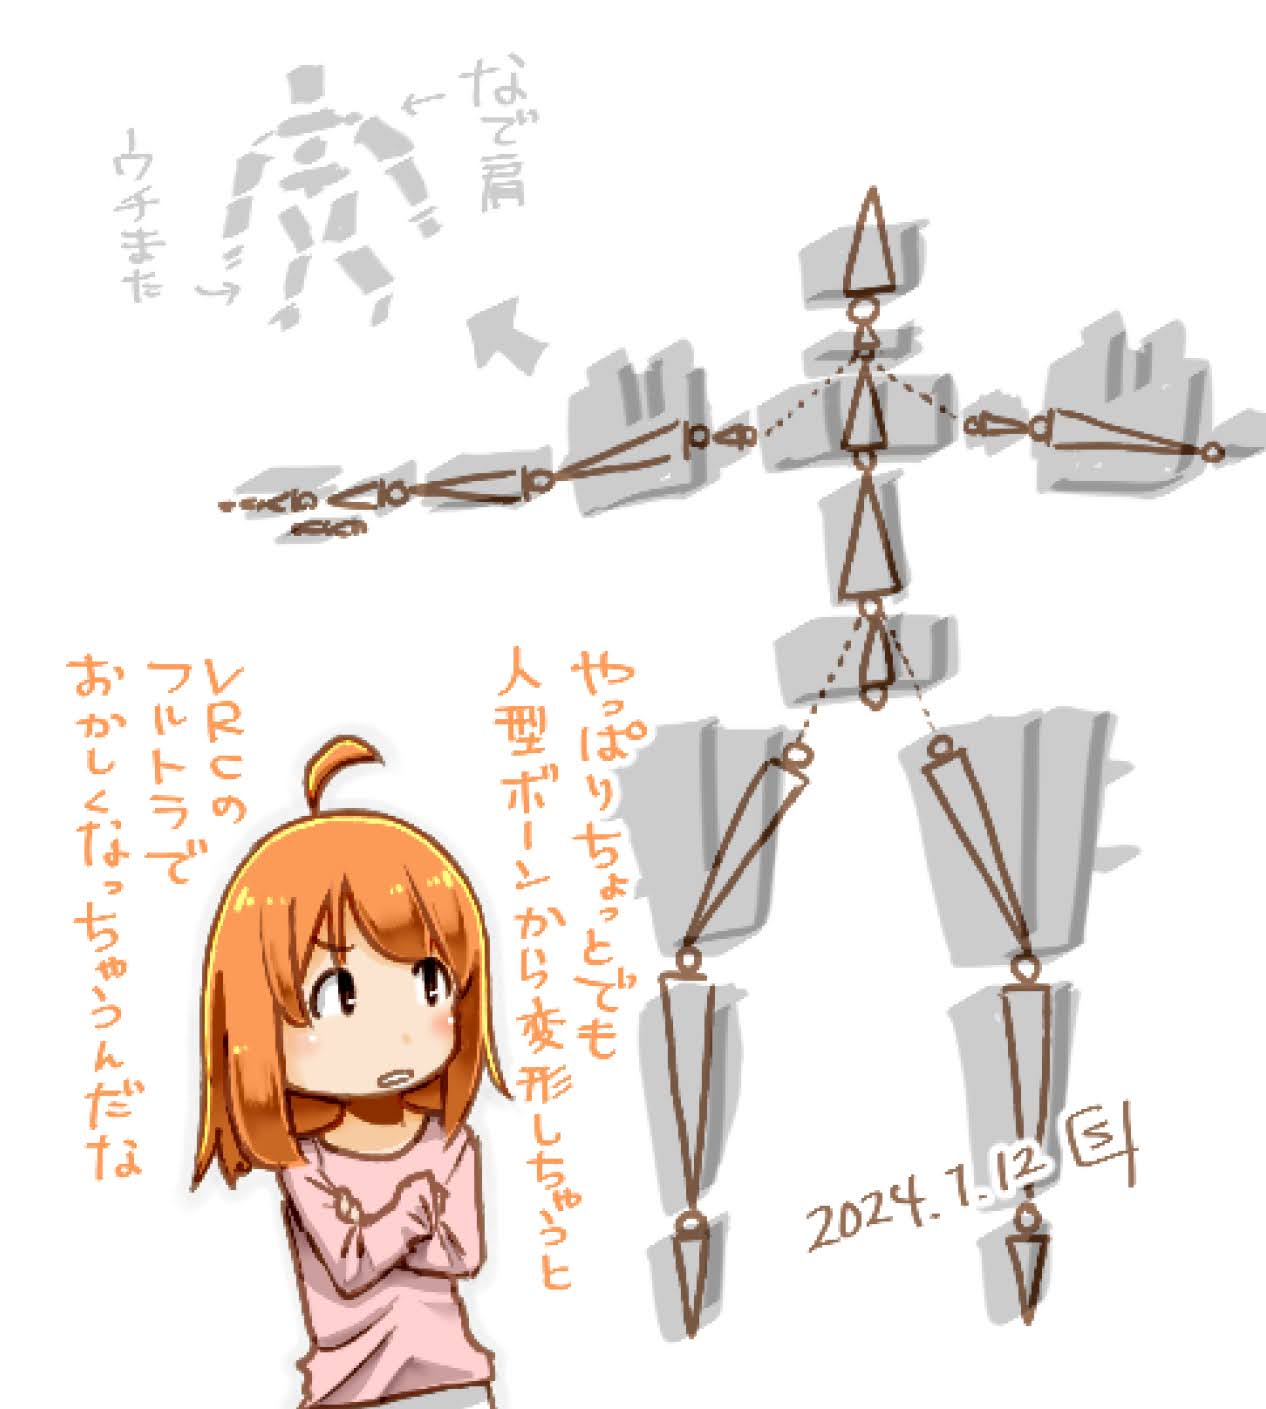 なで肩
ウチまた
やっぱりちょっとでも
人型ボーンから変形しちゃうと
VRCの
フルトラで
おかしくなっちゃうんだな
2024.7.12 S